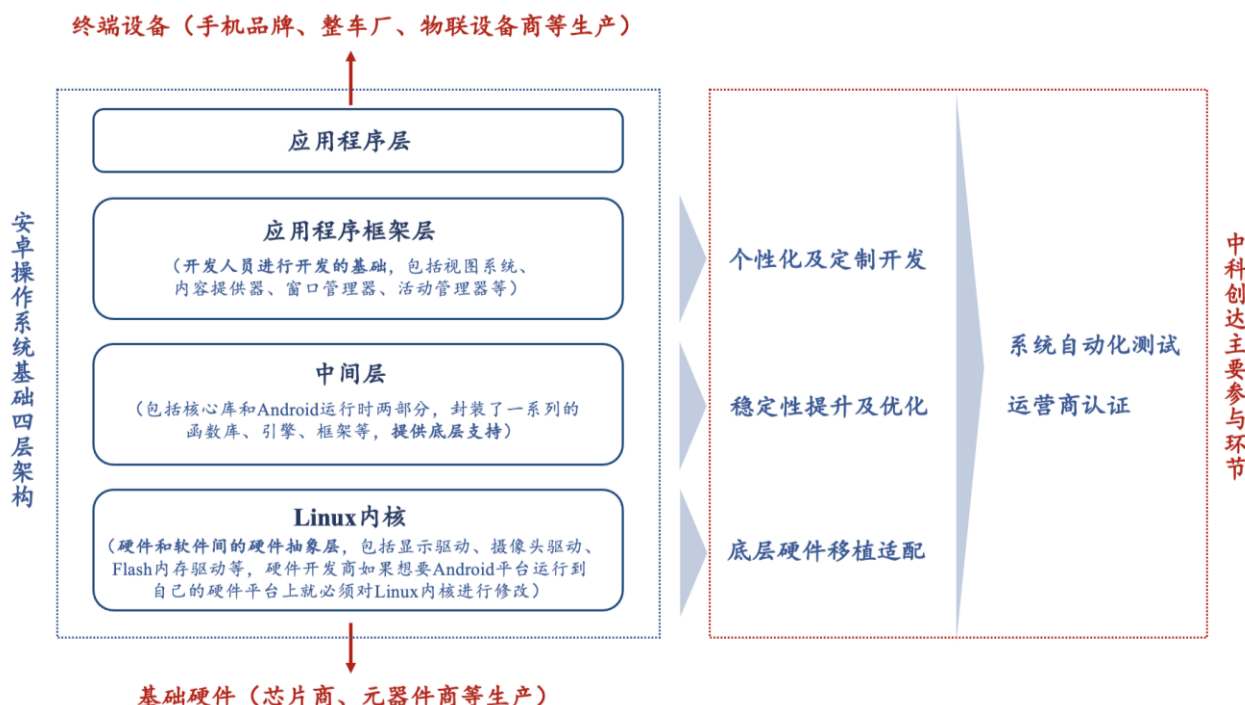 终端设备（手机品牌、整车厂、物联设备商等生产）
安卓操作系统基础四层架构
应用程序层
应用程序框架层
（开发人员进行开发的基础，包括视图系统、
内容提供器、窗口管理器、活动管理器等）
中间层
（包括核心库和Android运行时两部分，封装了一系列的
函数库、引擎、框架等，提供底层支持）
Linux内核
（硬件和软件间的硬件抽象层，包括显示驱动、摄像头驱动、
Flash内存驱动等，硬件开发商如果想要Android平台运行到
自己的硬件平台上就必须对Linux内核进行修改）
个性化及定制开发
稳定性提升及优化
底层硬件移植适配
系统自动化测试
运营商认证
中科创达主要参与环节
基础硬件（芯片商、元器件商等生产）